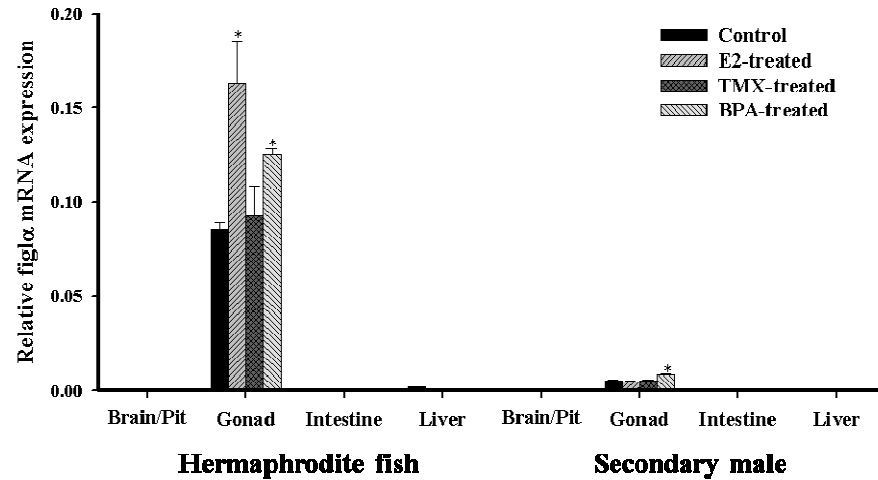 0.20
0.15
0.10
0.05
0.00
Relative figlα mRNA expression
*
*
*
Control
E2-treated
TMX-treated
BPA-treated
Brain/Pit Gonad Intestine Liver Brain/Pit Gonad Intestine Liver
Hermaphrodite fish Secondary male